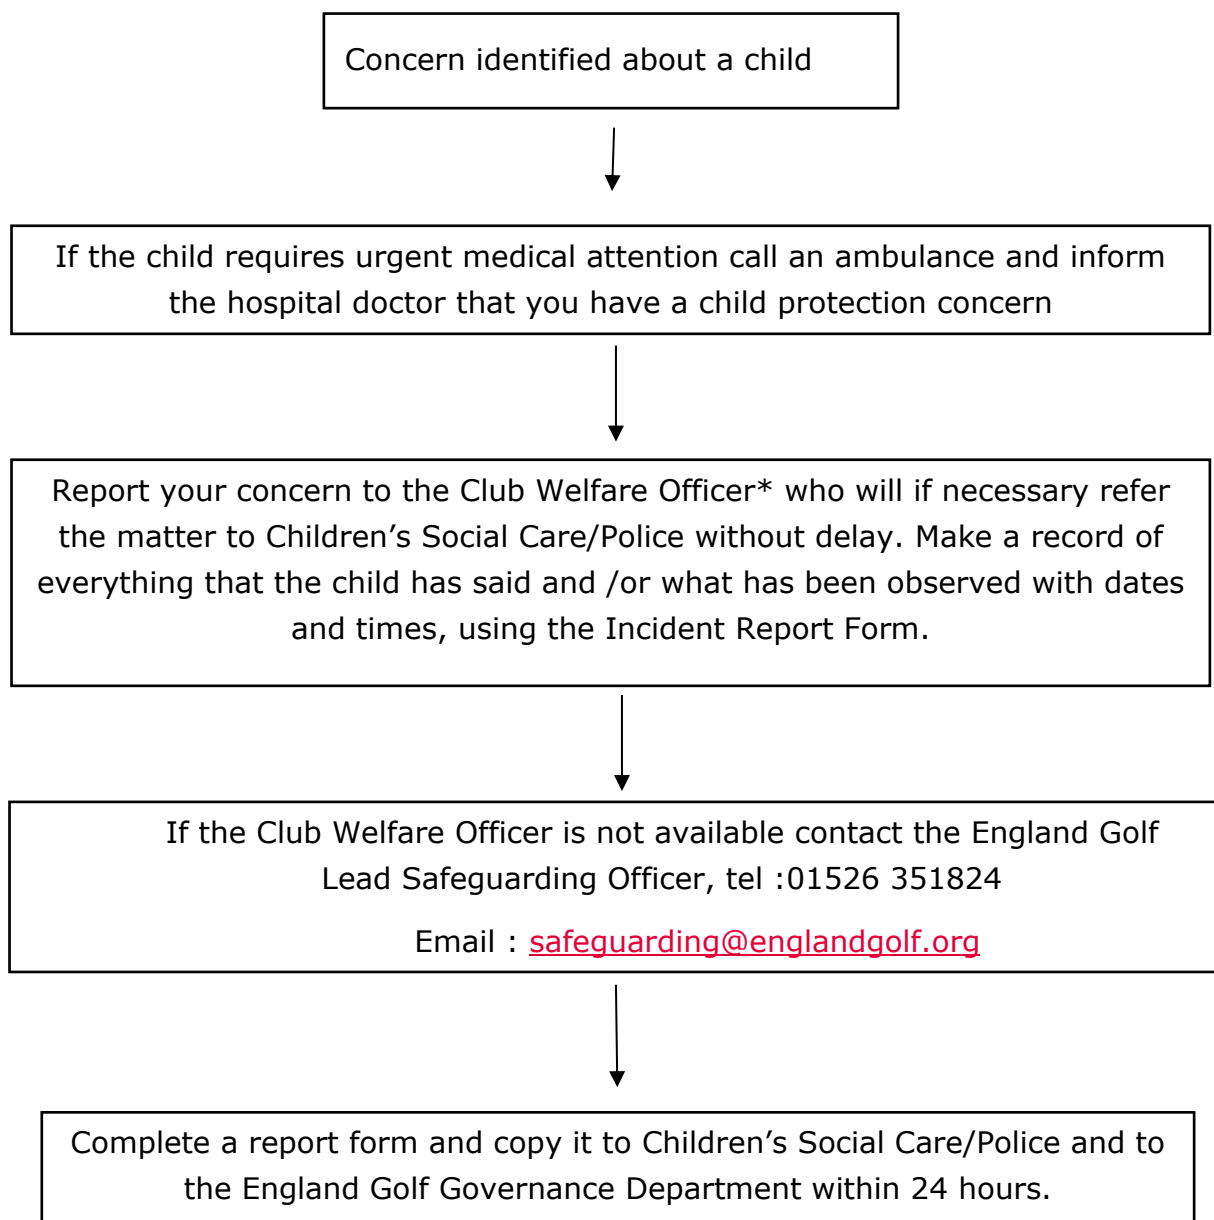 Concern identified about a child
If the child requires urgent medical attention call an ambulance and inform
the hospital doctor that you have a child protection concern
Report your concern to the Club Welfare Officer* who will if necessary refer
the matter to Children’s Social Care/Police without delay. Make a record of
everything that the child has said and /or what has been observed with dates
and times, using the Incident Report Form.
If the Club Welfare Officer is not available contact the England Golf
Lead Safeguarding Officer, tel :01526 351824
Email : safeguarding@englandgolf.org
Complete a report form and copy it to Children’s Social Care/Police and to
the England Golf Governance Department within 24 hours.